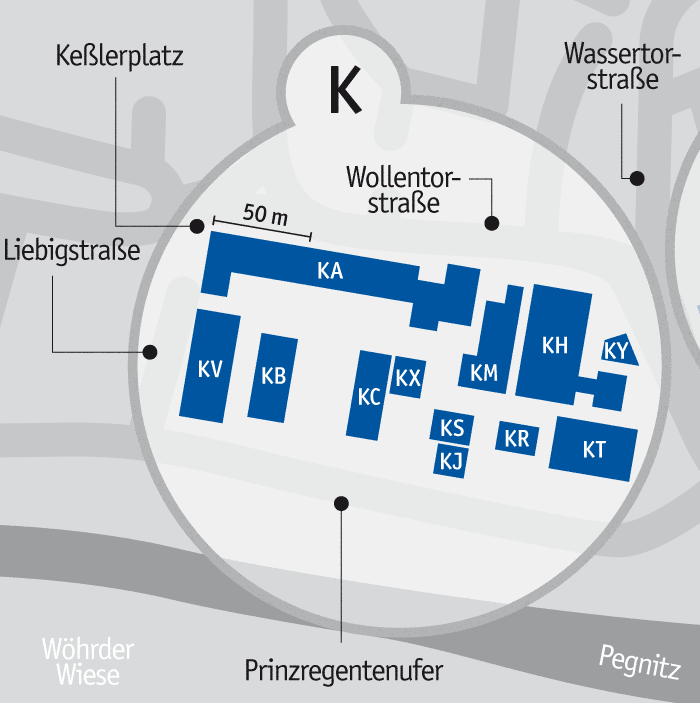 Keßlerplatz
K
Wassertor-
straße
Wollentor-
straße
50 m
Liebigstraße
KA
KV
KB
KC
KX
KM
KH
KY
KS
KJ
KR
KT
Wöhrder
Wiese
Prinzregentenufer
Pegnitz